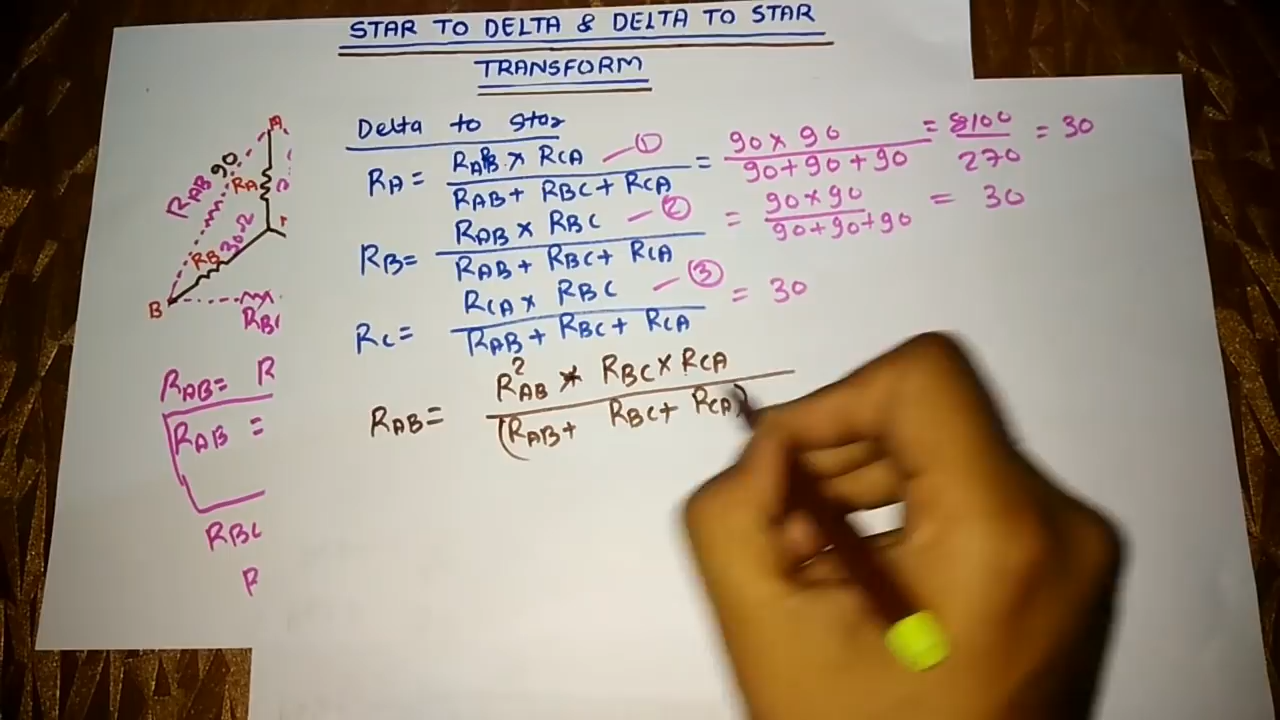 STAR TO DELTA & DELTA TO STAR
TRANSFORM
Delta to Star
RA = RAB × RCA / RAB + RBC + RCA — ① = 90 × 90 / 90 + 90 + 90 = 8100 / 270 = 30
RB = RAB × RBC / RAB + RBC + RCA — ② = 90 × 90 / 90 + 90 + 90 = 30
RC = RCA × RBC / RAB + RBC + RCA — ③ = 30
RAB = R²AB × RBC × RCA / (RAB + RBC + RCA)
A
RAB 90
RA
RB 30Ω
B
RB
RAB = R
RAB =
RBC
R